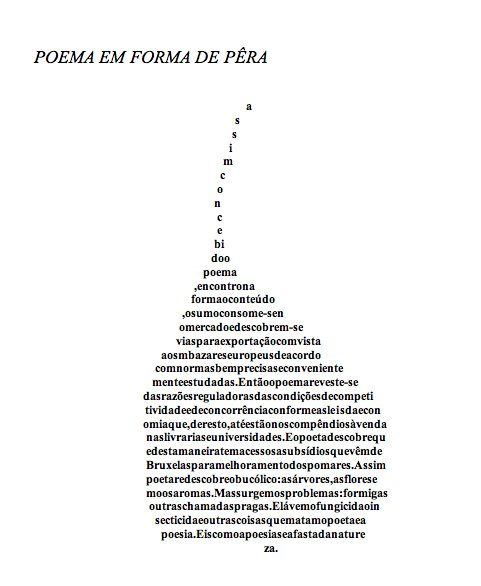 POEMA EM FORMA DE PÊRA
a
s
s
i
m
c
o
n
c
e
bi
doo
poema
,encontrona
formaoconteúdo
,osumoconsome-sen
omercadoedescobrem-se
viasparaexportaçãocomvista
aosmbazareseuropeusdeacordo
comnormasbemprecisaseconveniente
menteestudadas.Entãoopoemareveste-se
dasrazõesreguladorasdascondiçõesdecompeti
tividadeedeconcorrênciaconformeasleisdaecon
omiaque,deresto,atéestãonoscompêndiosàvenda
naslivrariaseuniversidades.Eopoetadescobrequ
edestamaneiratemacessosasubsídiosquevêmde
Bruxelasparamelhoramentodospomares.Assim
poetaredescobreobucólico:asárvores,asflorese
moosaromas.Massurgemosproblemas:formigas
outraschamadaspragas.Elávemofungicidaoin
secticidaeoutrascoisasquematamopoetaea
poesia.Eiscomoapoesiaseafastadanature
za.